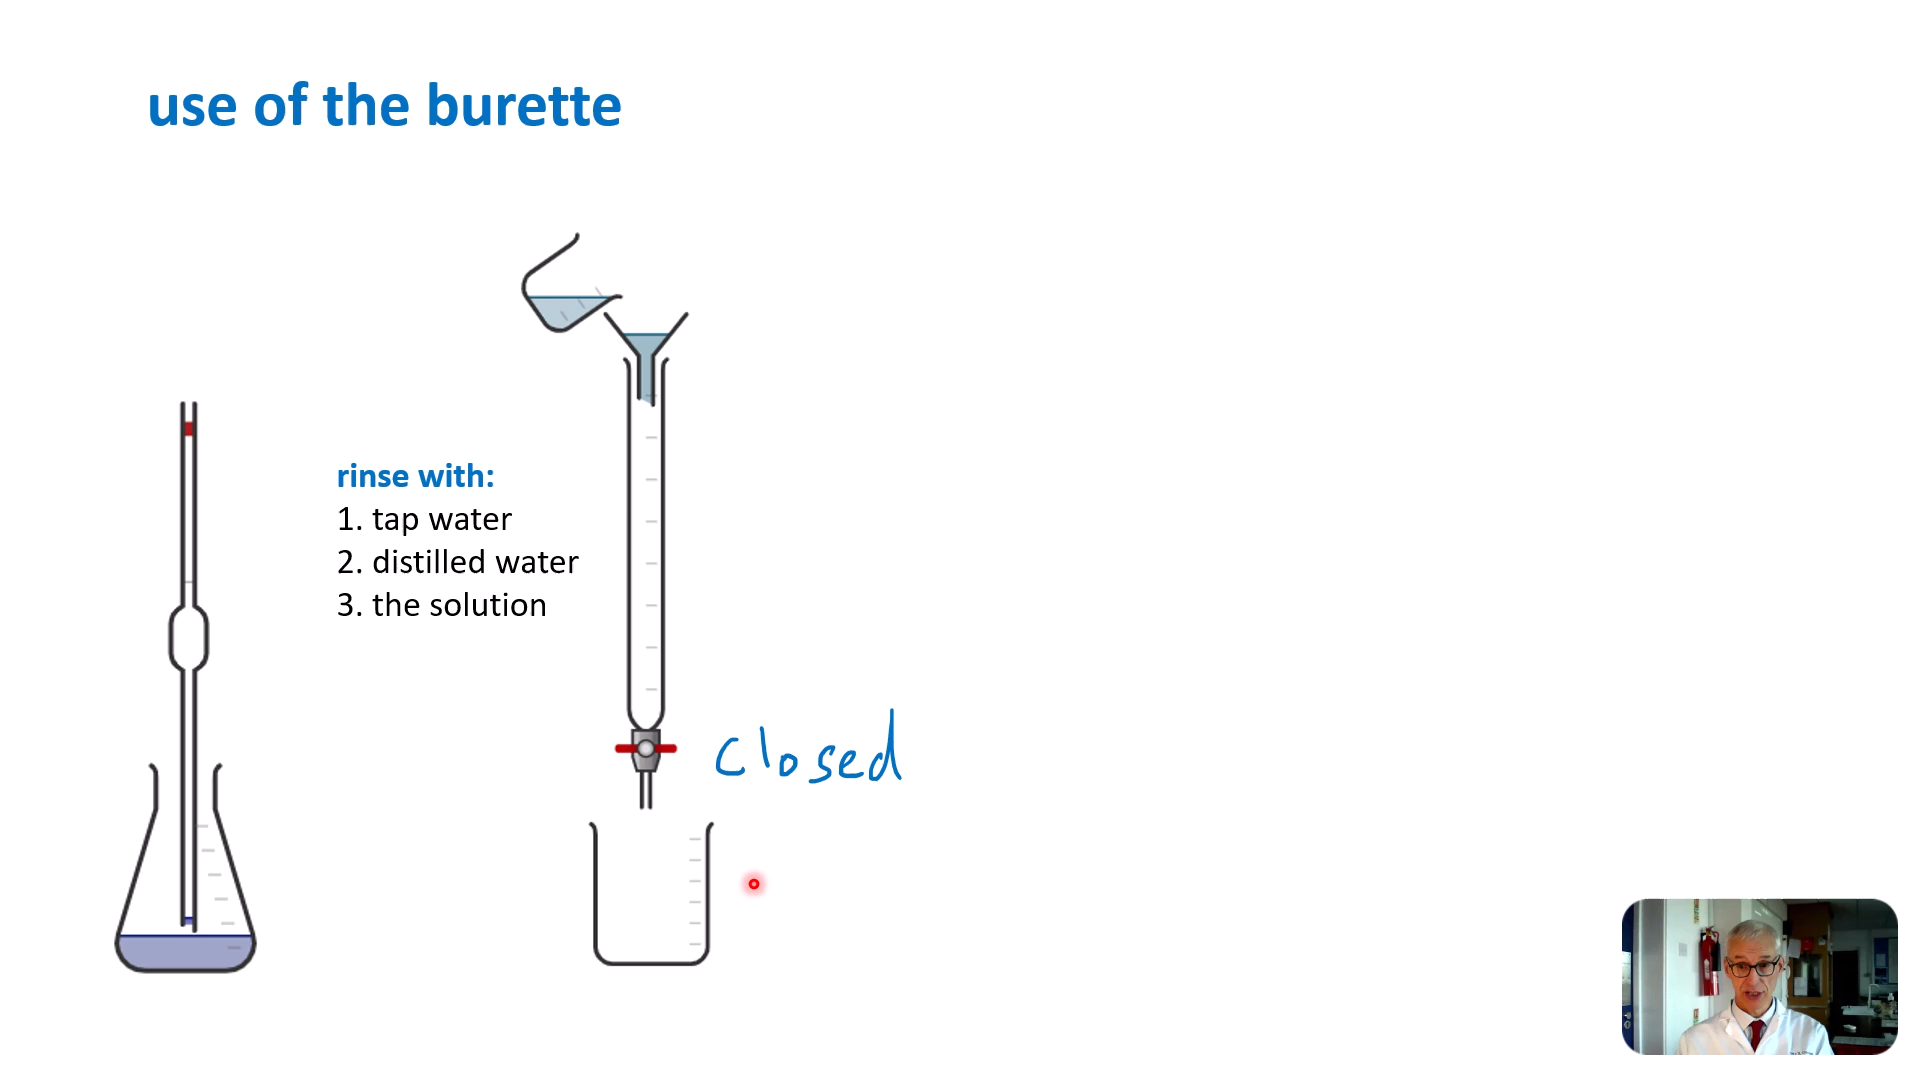 use of the burette
rinse with:
1. tap water
2. distilled water
3. the solution
closed